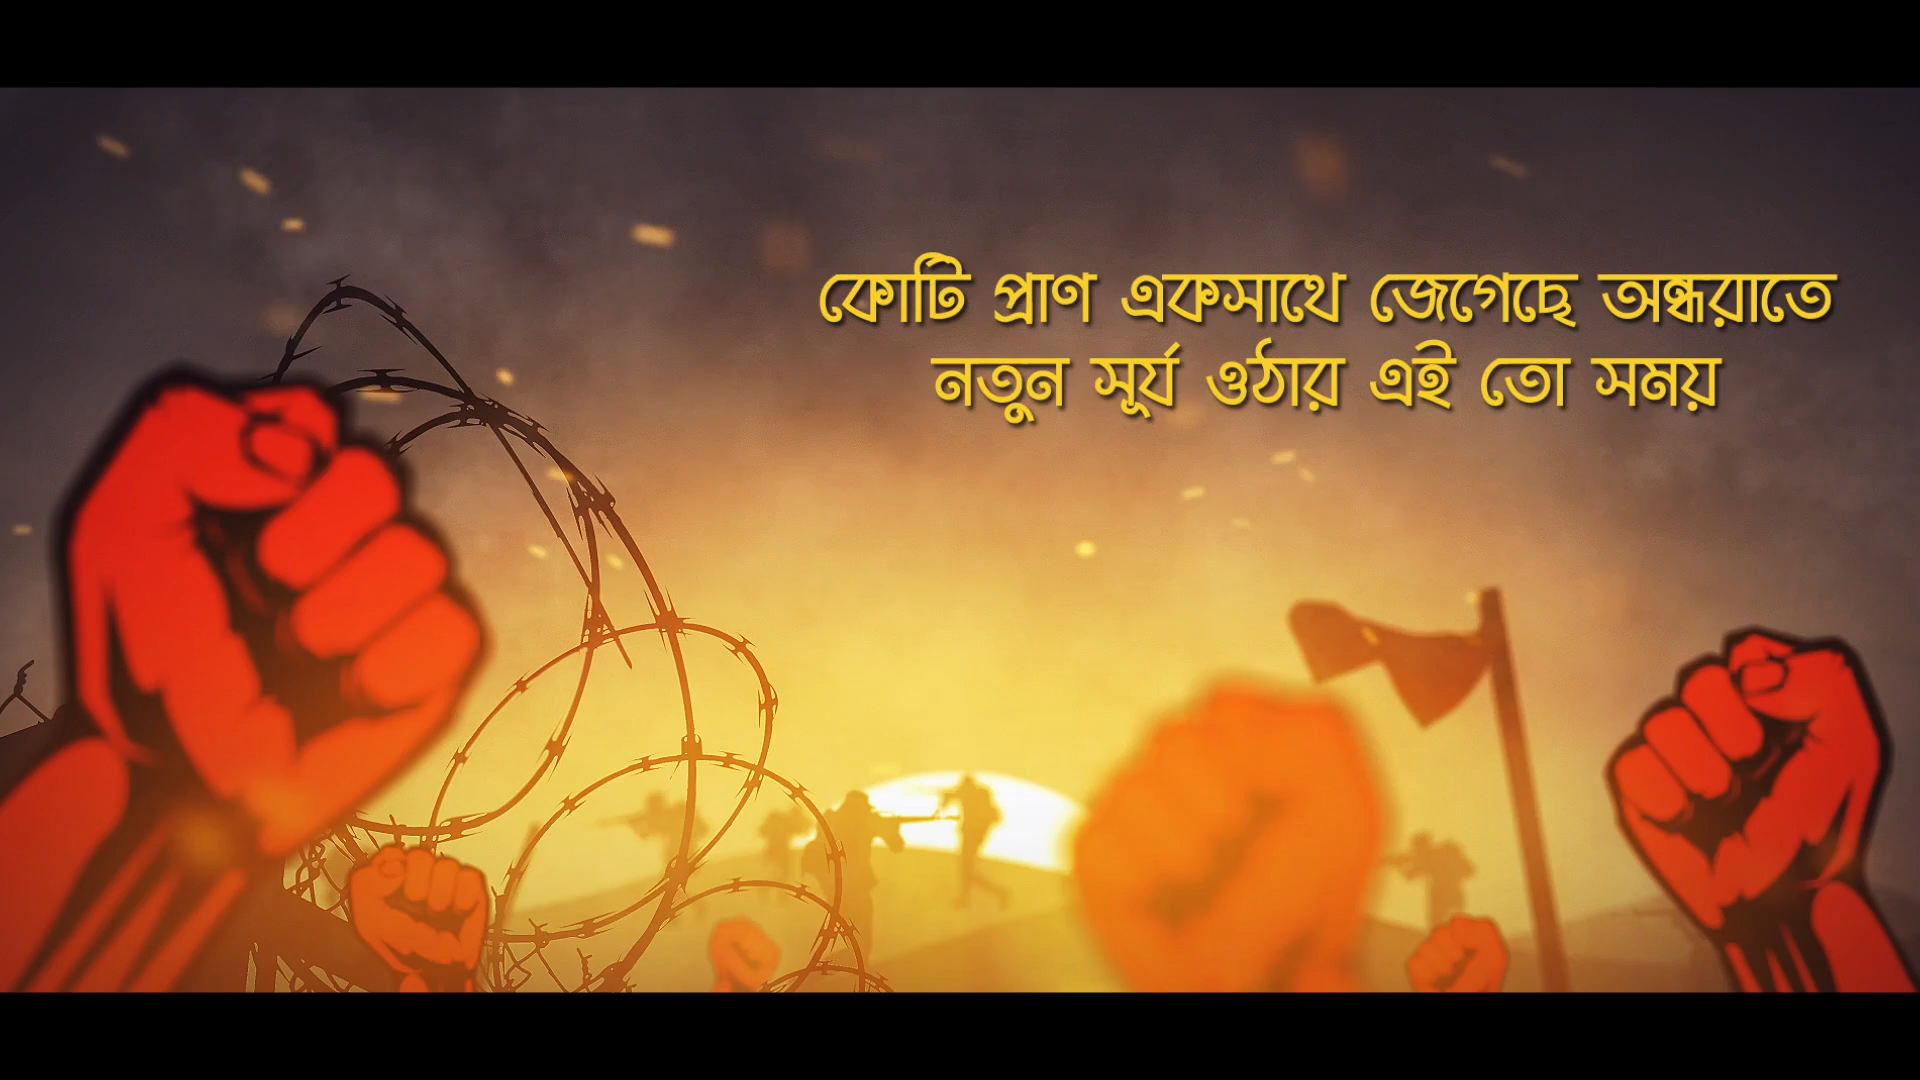 কোটি প্রাণ একসাথে জেগেছে অন্ধরাতে
নতুন সূর্য ওঠার এই তো সময়